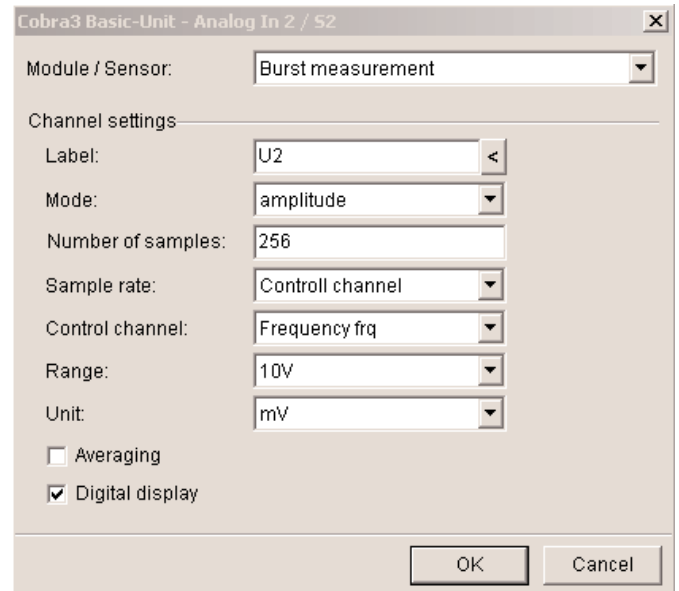 Cobra3 Basic-Unit - Analog In 2 / S2
Module / Sensor: Burst measurement
Channel settings
Label: U2 <
Mode: amplitude
Number of samples: 256
Sample rate: Controll channel
Control channel: Frequency frq
Range: 10V
Unit: mV
Averaging
Digital display
OK Cancel